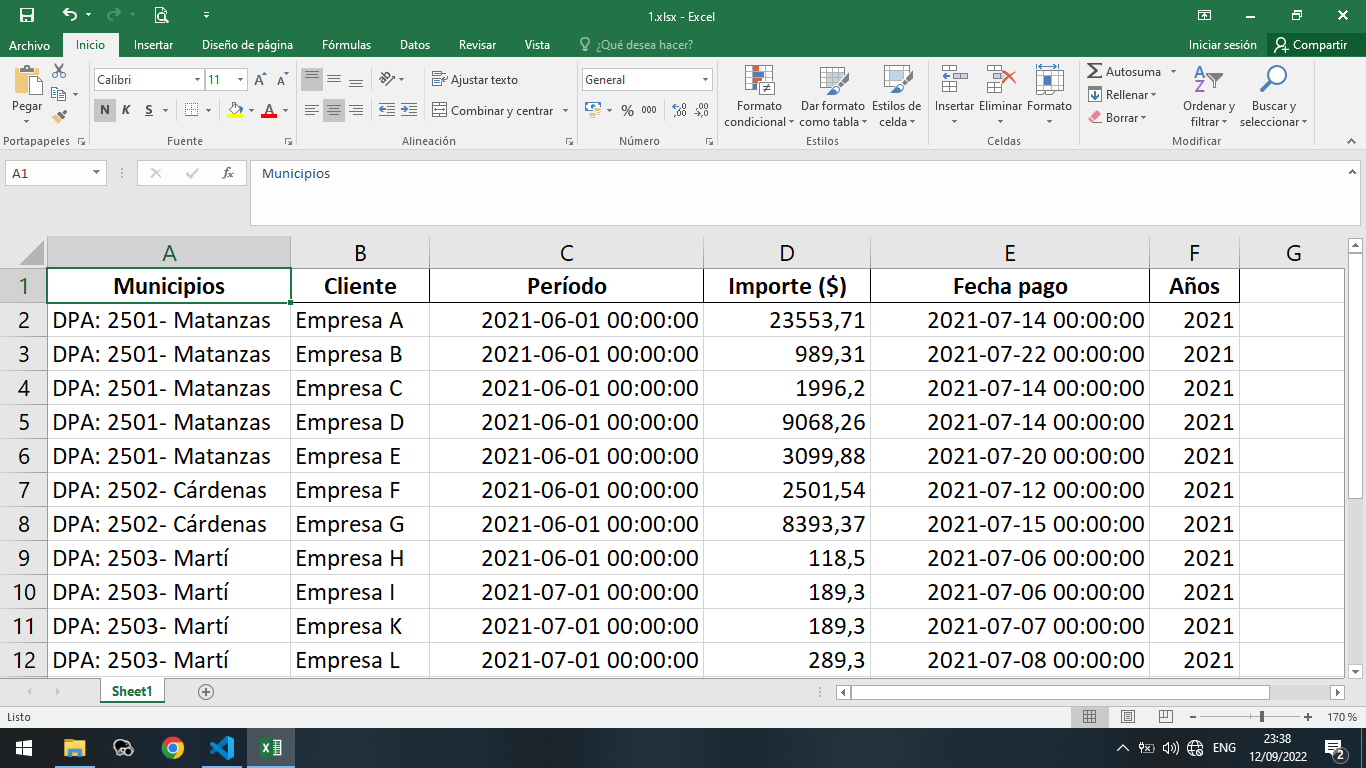 1.xlsx - Excel
Archivo Inicio Insertar Diseño de página Fórmulas Datos Revisar Vista ¿Qué desea hacer? Iniciar sesión Compartir
Pegar
Calibri 11
N K S
Ajustar texto
Combinar y centrar
General
% 000
Formato condicional
Dar formato como tabla
Estilos de celda
Insertar Eliminar Formato
Autosuma
Rellenar
Borrar
Ordenar y filtrar
Buscar y seleccionar
Portapapeles Fuente Alineación Número Estilos Celdas Modificar
A1 fx Municipios
A B C D E F G
1 Municipios Cliente Período Importe ($) Fecha pago Años
2 DPA: 2501- Matanzas Empresa A 2021-06-01 00:00:00 23553,71 2021-07-14 00:00:00 2021
3 DPA: 2501- Matanzas Empresa B 2021-06-01 00:00:00 989,31 2021-07-22 00:00:00 2021
4 DPA: 2501- Matanzas Empresa C 2021-06-01 00:00:00 1996,2 2021-07-14 00:00:00 2021
5 DPA: 2501- Matanzas Empresa D 2021-06-01 00:00:00 9068,26 2021-07-14 00:00:00 2021
6 DPA: 2501- Matanzas Empresa E 2021-06-01 00:00:00 3099,88 2021-07-20 00:00:00 2021
7 DPA: 2502- Cárdenas Empresa F 2021-06-01 00:00:00 2501,54 2021-07-12 00:00:00 2021
8 DPA: 2502- Cárdenas Empresa G 2021-06-01 00:00:00 8393,37 2021-07-15 00:00:00 2021
9 DPA: 2503- Martí Empresa H 2021-06-01 00:00:00 118,5 2021-07-06 00:00:00 2021
10 DPA: 2503- Martí Empresa I 2021-07-01 00:00:00 189,3 2021-07-06 00:00:00 2021
11 DPA: 2503- Martí Empresa K 2021-07-01 00:00:00 189,3 2021-07-07 00:00:00 2021
12 DPA: 2503- Martí Empresa L 2021-07-01 00:00:00 289,3 2021-07-08 00:00:00 2021
Sheet1
Listo 170 %
ENG 23:38
12/09/2022 2